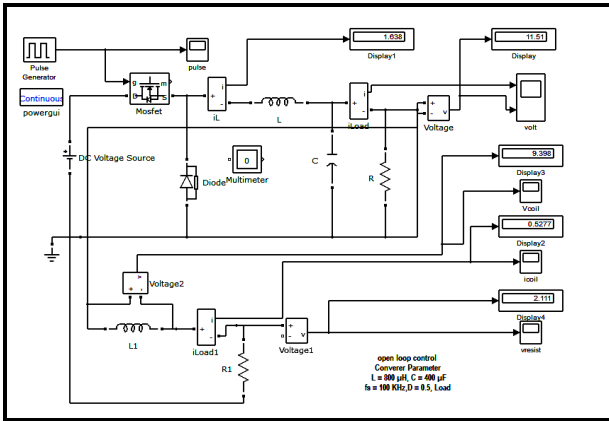 1.638
11.51
Display1
Display
Pulse
Generator
pulse
g
m
D
S
Mosfet
i
+
-
iL
L
i
+
-
iLoad
+
-
v
Voltage
volt
Continuous
powergui
DC Voltage Source
+
Diode
0
Multimeter
C
R
9.398
Display3
Vcoil
0.5277
Display2
icoil
v
+ -
Voltage2
L1
i
+
-
iLoad1
+
-
v
Voltage1
2.111
Display4
vresist
R1
open loop control
Converer Parameter
L = 800 µH, C = 400 µF
fs = 100 KHz,D = 0.5, Load